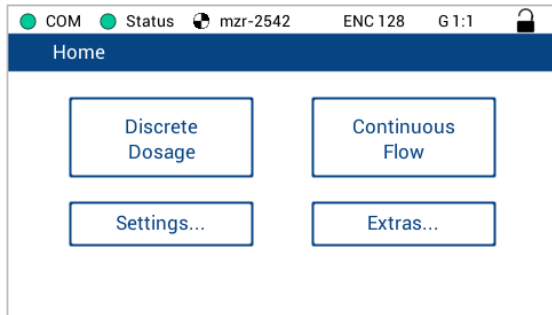 COM Status mzr-2542 ENC 128 G 1:1
Home
Discrete
Dosage
Continuous
Flow
Settings...
Extras...